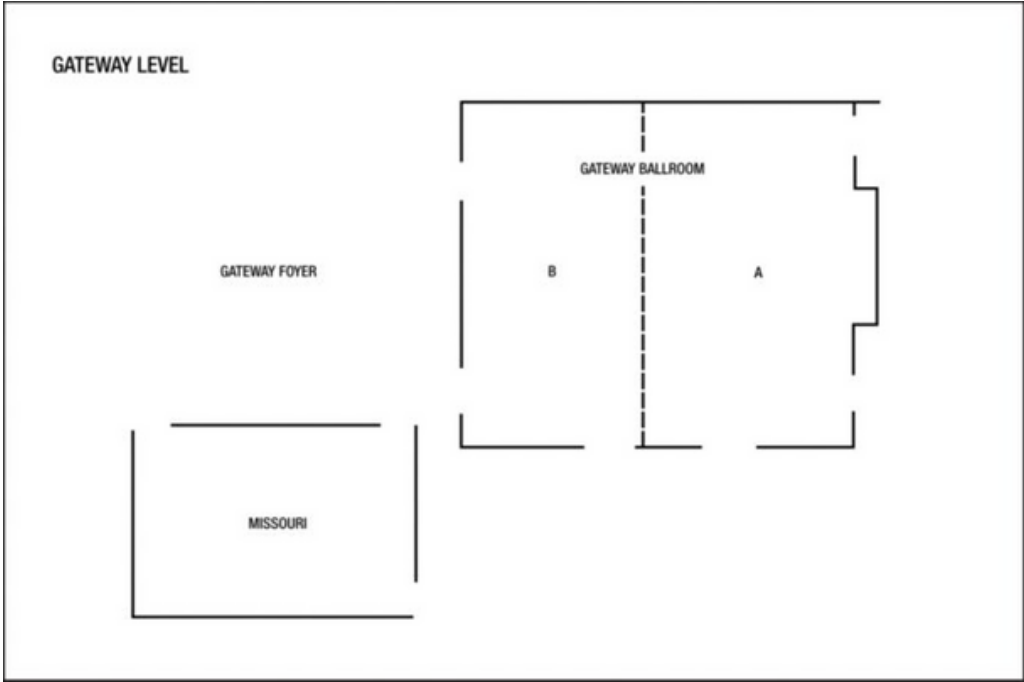 GATEWAY LEVEL
GATEWAY BALLROOM
GATEWAY FOYER
B
A
MISSOURI